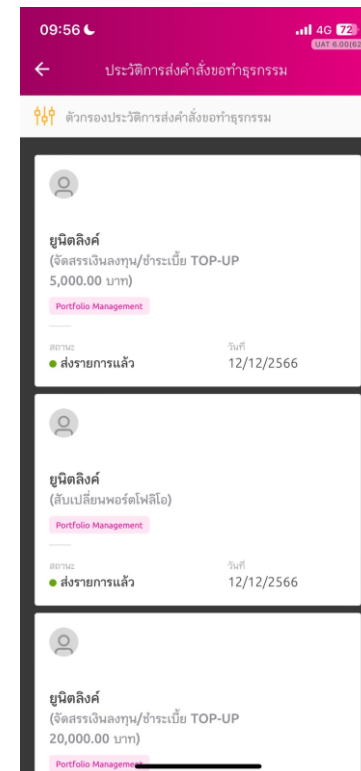 09:56
4G 72
UAT 6.00(62
ประวัติการส่งคำสั่งขอทำธุรกรรม
ตัวกรองประวัติการส่งคำสั่งขอทำธุรกรรม
ยูนิตลิงค์
(จัดสรรเงินลงทุน/ชำระเบี้ย TOP-UP
5,000.00 บาท)
Portfolio Management
สถานะ วันที่
ส่งรายการแล้ว 12/12/2566
ยูนิตลิงค์
(สับเปลี่ยนพอร์ตโฟลิโอ)
Portfolio Management
สถานะ วันที่
ส่งรายการแล้ว 12/12/2566
ยูนิตลิงค์
(จัดสรรเงินลงทุน/ชำระเบี้ย TOP-UP
20,000.00 บาท)
Portfolio Management